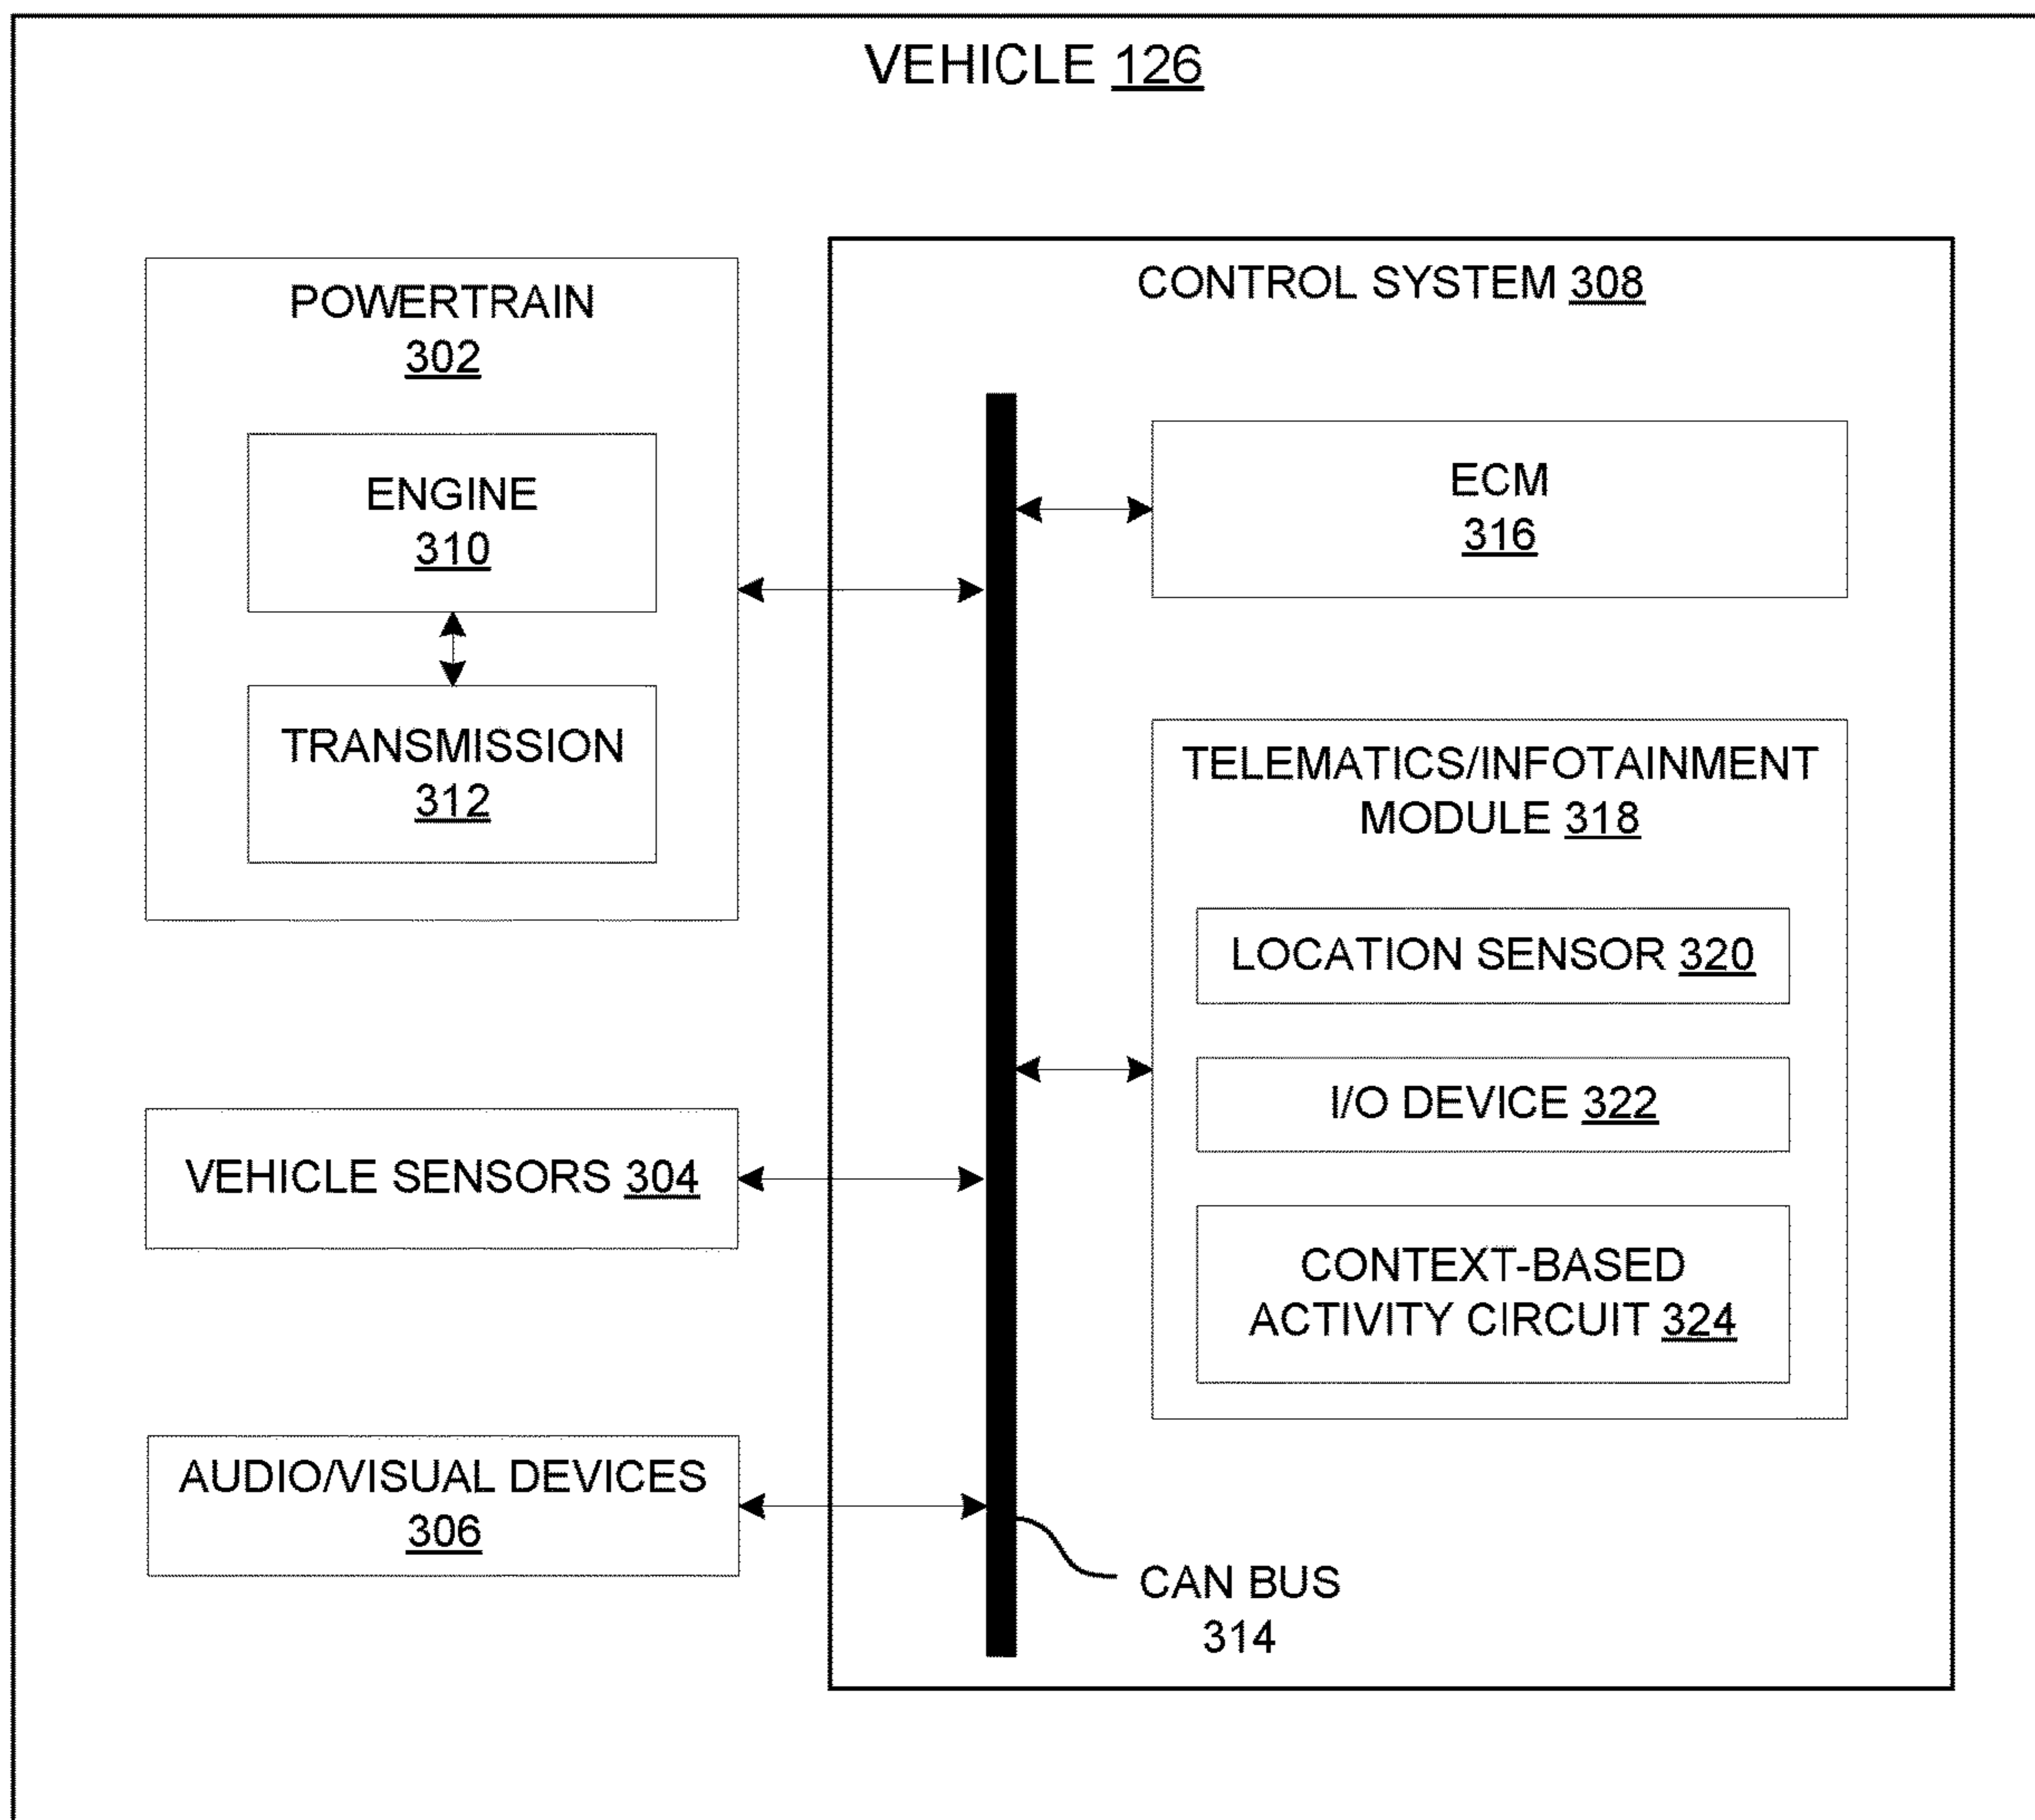 VEHICLE 126
POWERTRAIN
302
ENGINE
310
TRANSMISSION
312
VEHICLE SENSORS 304
AUDIO/VISUAL DEVICES
306
CONTROL SYSTEM 308
ECM
316
TELEMATICS/INFOTAINMENT
MODULE 318
LOCATION SENSOR 320
I/O DEVICE 322
CONTEXT-BASED
ACTIVITY CIRCUIT 324
CAN BUS
314